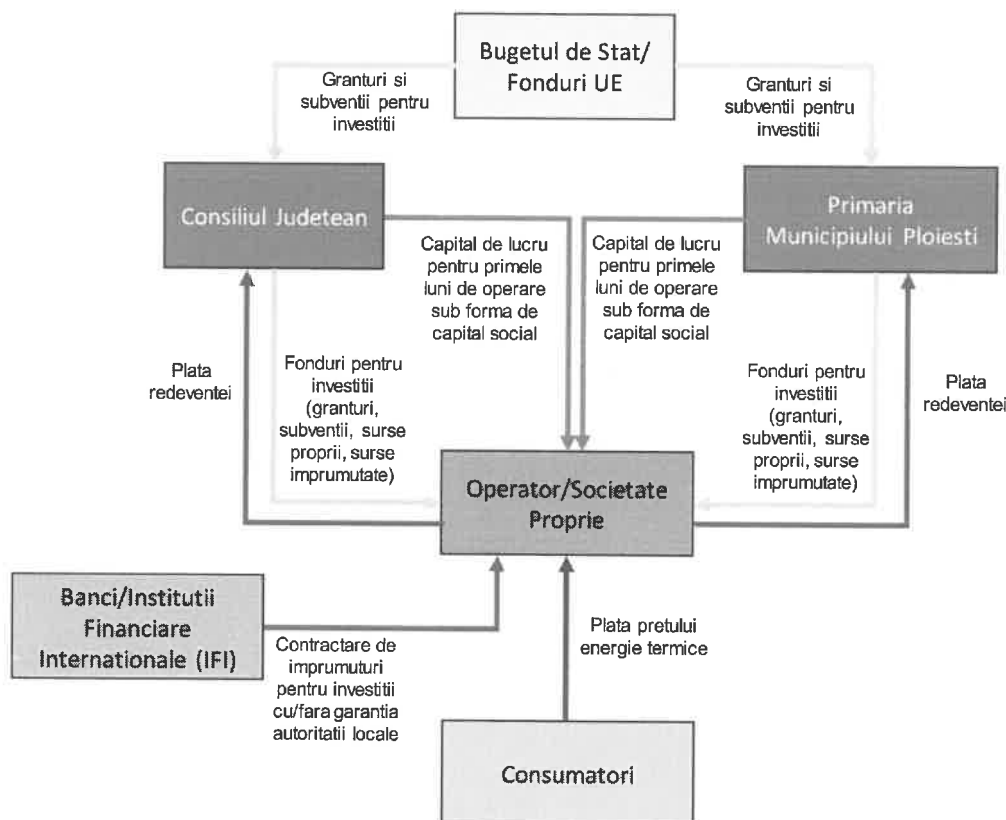 Bugetul de Stat/
Fonduri UE
Granturi si
subventii pentru
investitii
Granturi si
subventii pentru
investitii
Consiliul Judetean
Primaria
Municipiului Ploiesti
Capital de lucru
pentru primele
luni de operare
sub forma de
capital social
Capital de lucru
pentru primele
luni de operare
sub forma de
capital social
Plata
redeventei
Fonduri pentru
investitii
(granturi,
subventii, surse
proprii, surse
imprumutate)
Fonduri pentru
investitii
(granturi,
subventii, surse
proprii, surse
imprumutate)
Plata
redeventei
Operator/Societate
Proprie
Banci/Institutii
Financiare
Internationale (IFI)
Contractare de
imprumuturi
pentru investitii
cu/fara garantia
autoritatii locale
Plata pretului
energie termice
Consumatori